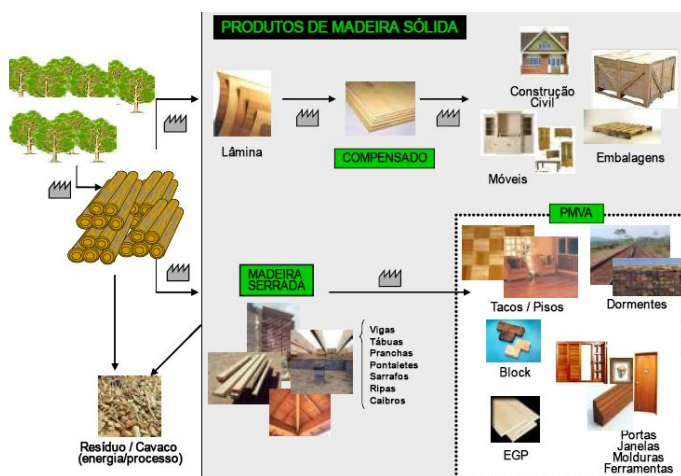 PRODUTOS DE MADEIRA SÓLIDA
Lâmina
COMPENSADO
Construção
Civil
Móveis
Embalagens
PMVA
MADEIRA
SERRADA
Vigas
Tábuas
Pranchas
Pontaletes
Sarrafos
Ripas
Caibros
Tacos / Pisos
Dormentes
Block
EGP
Portas
Janelas
Molduras
Ferramentas
Resíduo / Cavaco
(energia/processo)